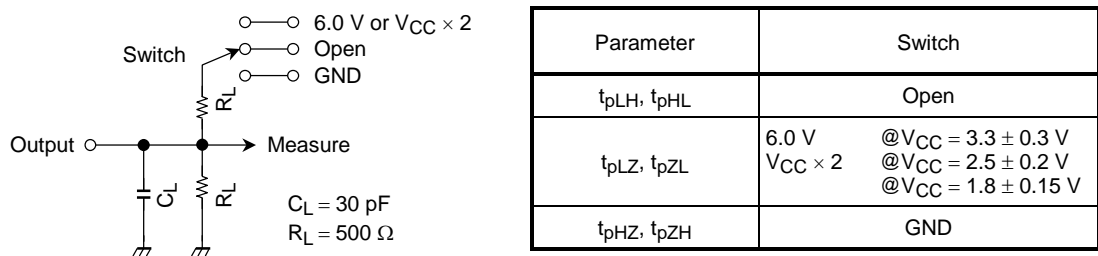 6.0 V or VCC × 2
Switch
Open
GND
RL
Output
Measure
CL
RL
CL = 30 pF
RL = 500 Ω
Parameter Switch
tpLH, tpHL Open
tpLZ, tpZL
6.0 V @VCC = 3.3 ± 0.3 V
VCC × 2 @VCC = 2.5 ± 0.2 V
@VCC = 1.8 ± 0.15 V
tpHZ, tpZH GND